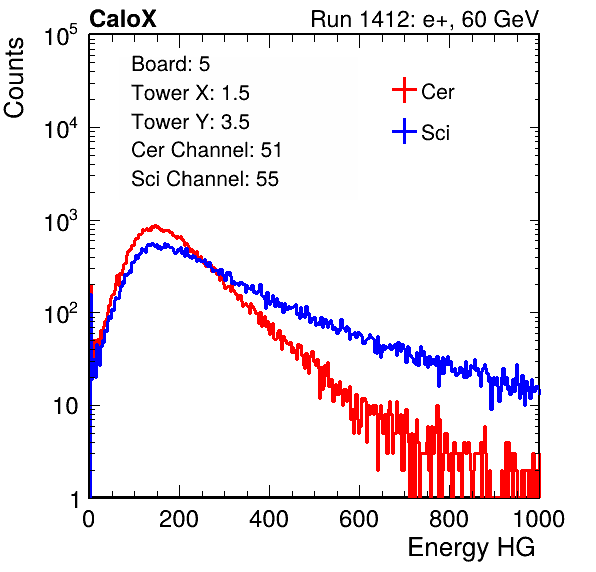 CaloX Run 1412: e+, 60 GeV
Counts
10^5
10^4
10^3
10^2
10
1
Board: 5
Tower X: 1.5
Tower Y: 3.5
Cer Channel: 51
Sci Channel: 55
Cer
Sci
0 200 400 600 800 1000
Energy HG